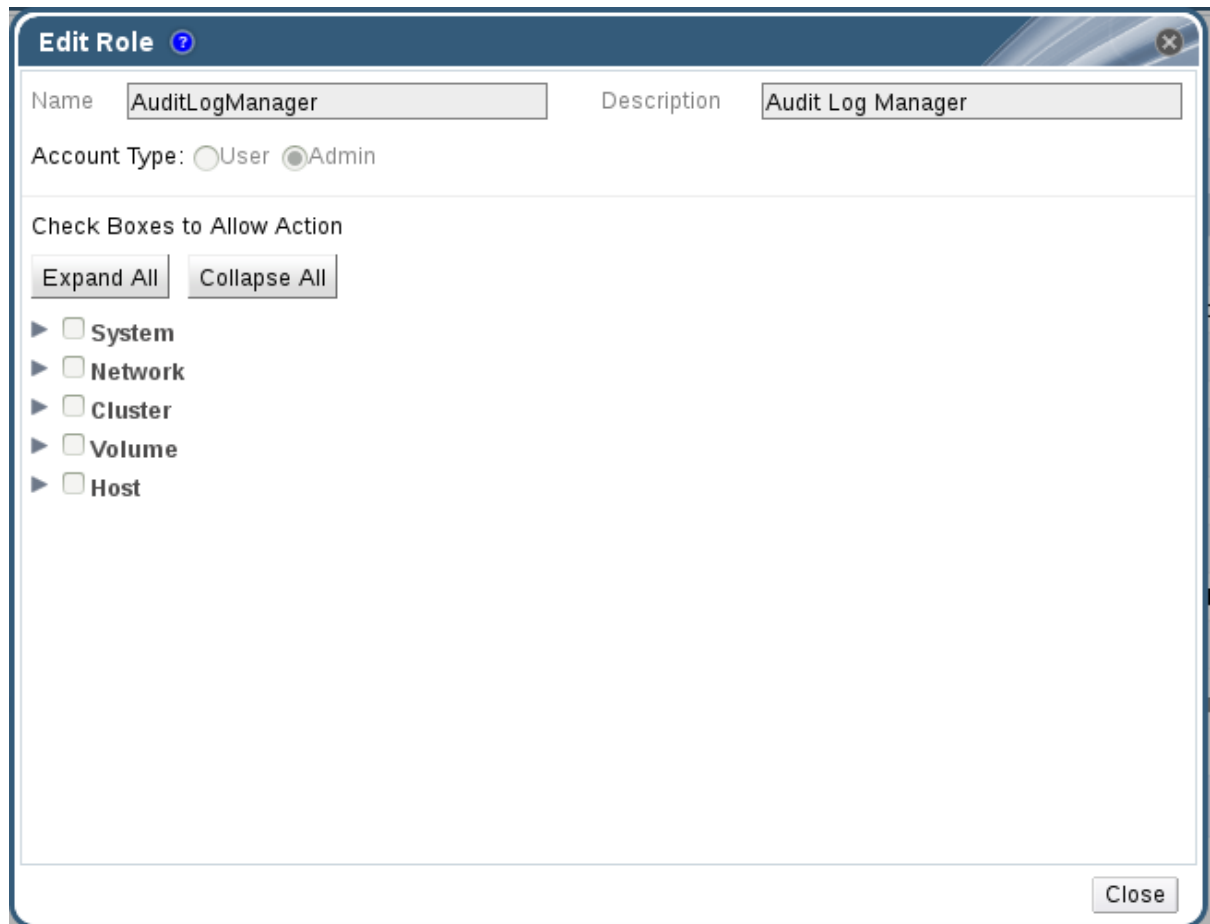 Edit Role ?
Name AuditLogManager Description Audit Log Manager
Account Type: User Admin
Check Boxes to Allow Action
Expand All Collapse All
System
Network
Cluster
Volume
Host
Close